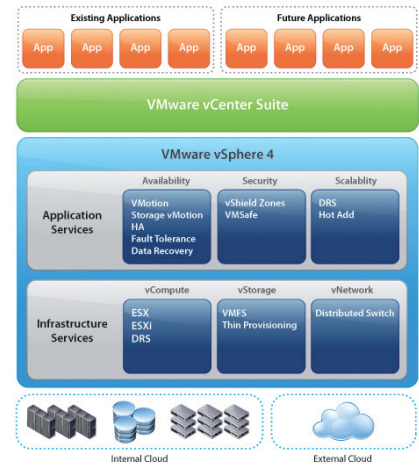 Existing Applications
Future Applications
App App App App App App App App
VMware vCenter Suite
VMware vSphere 4
Application
Services
Availability
VMotion
Storage vMotion
HA
Fault Tolerance
Data Recovery
Security
vShield Zones
VMSafe
Scalablity
DRS
Hot Add
Infrastructure
Services
vCompute
ESX
ESXi
DRS
vStorage
VMFS
Thin Provisioning
vNetwork
Distributed Switch
Internal Cloud
External Cloud